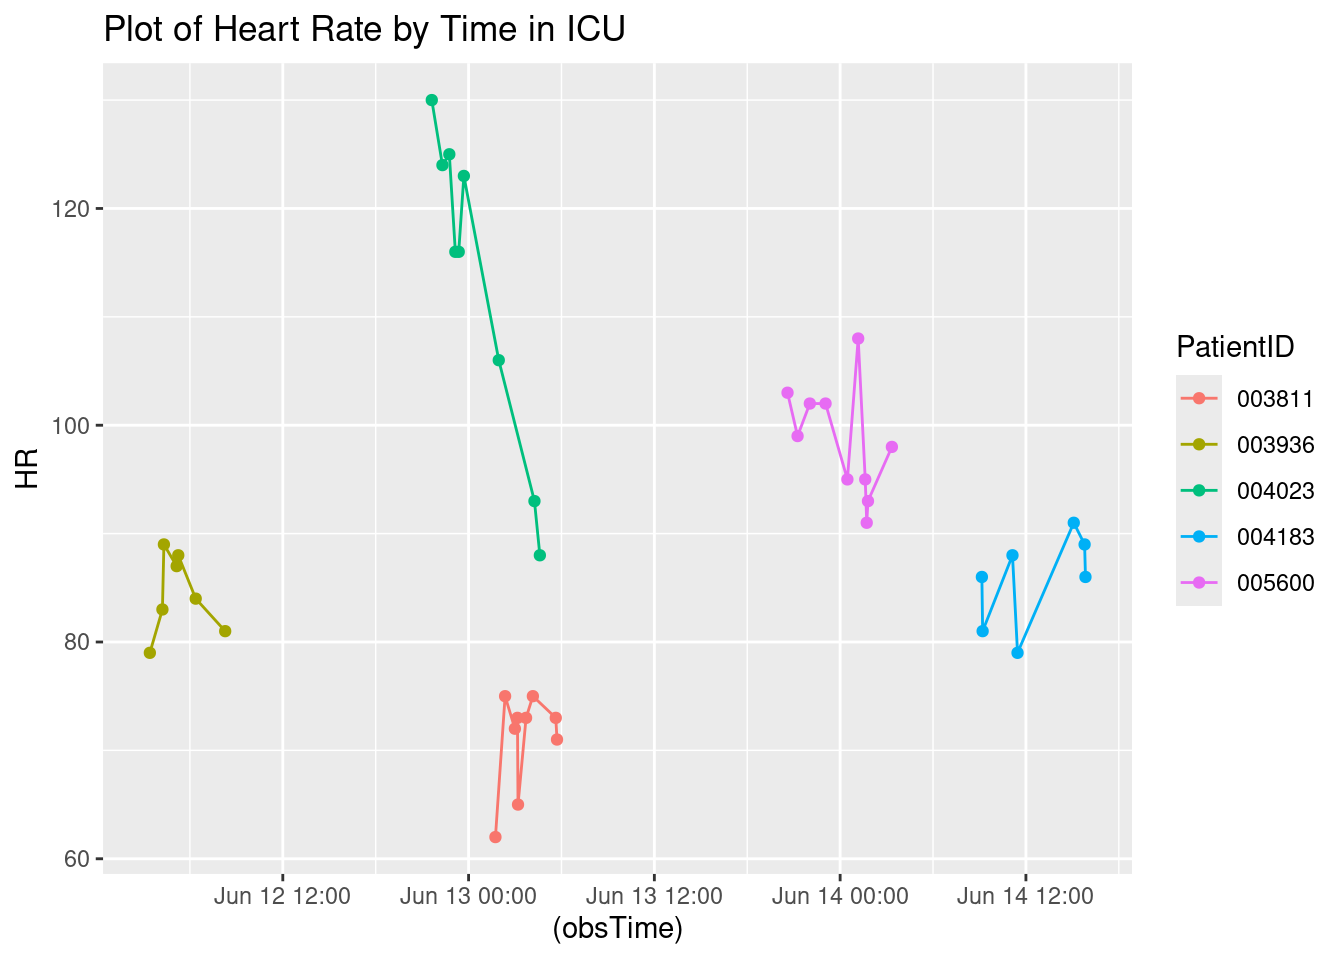 Plot of Heart Rate by Time in ICU
120
100
80
60
HR
Jun 12 12:00 Jun 13 00:00 Jun 13 12:00 Jun 14 00:00 Jun 14 12:00
(obsTime)
PatientID
003811
003936
004023
004183
005600